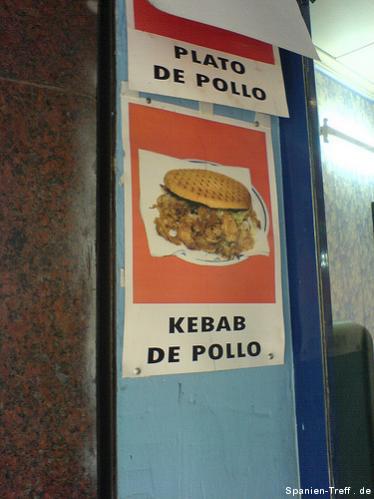 PLATO
DE POLLO
KEBAB
DE POLLO
Spanien-Treff.de